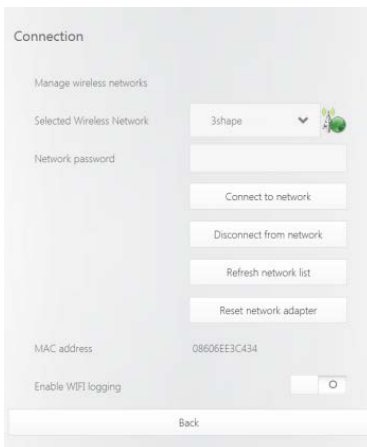 Connection
Manage wireless networks
Selected Wireless Network 3shape
Network password
Connect to network
Disconnect from network
Refresh network list
Reset network adapter
MAC address 08606EE3C434
Enable WIFI logging O
Back